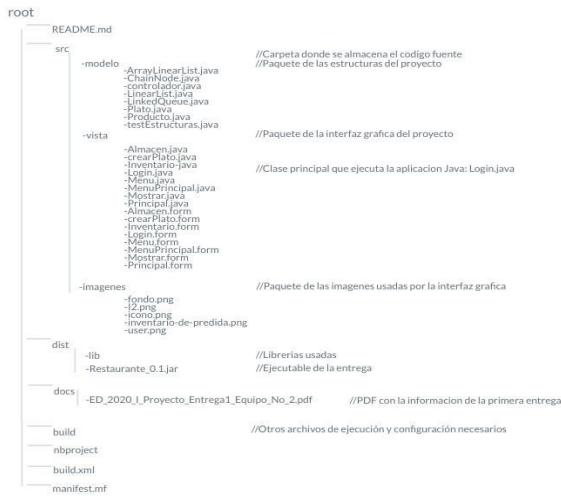 root
README.md
src
//Carpeta donde se almacena el codigo fuente
-modelo //Paquete de las estructuras del proyecto
-ArrayLinearList.java
-ChainNode.java
-controlador.java
-LinearList.java
-LinkedQueue.java
-Plato.java
-Producto.java
-testEstructuras.java
-vista //Paquete de la interfaz grafica del proyecto
-Almacen.java
-crearPlato.java
-Inventario-java
-Login.java //Clase principal que ejecuta la aplicacion Java: Login.java
-Menu.java
-MenuPrincipal.java
-Mostrar.java
-Principal.java
-Almacen.form
-crearPlato.form
-Inventario.form
-Login.form
-Menu.form
-MenuPrincipal.form
-Mostrar.form
-Principal.form
-imagenes //Paquete de las imagenes usadas por la interfaz grafica
-fondo.png
-I2.png
-icono.png
-inventario-de-predida.png
-user.png
dist
-lib //Librerias usadas
-Restaurante_0.1.jar //Ejecutable de la entrega
docs
-ED_2020_I_Proyecto_Entrega1_Equipo_No_2.pdf //PDF con la informacion de la primera entrega
build //Otros archivos de ejecución y configuración necesarios
nbproject
build.xml
manifest.mf